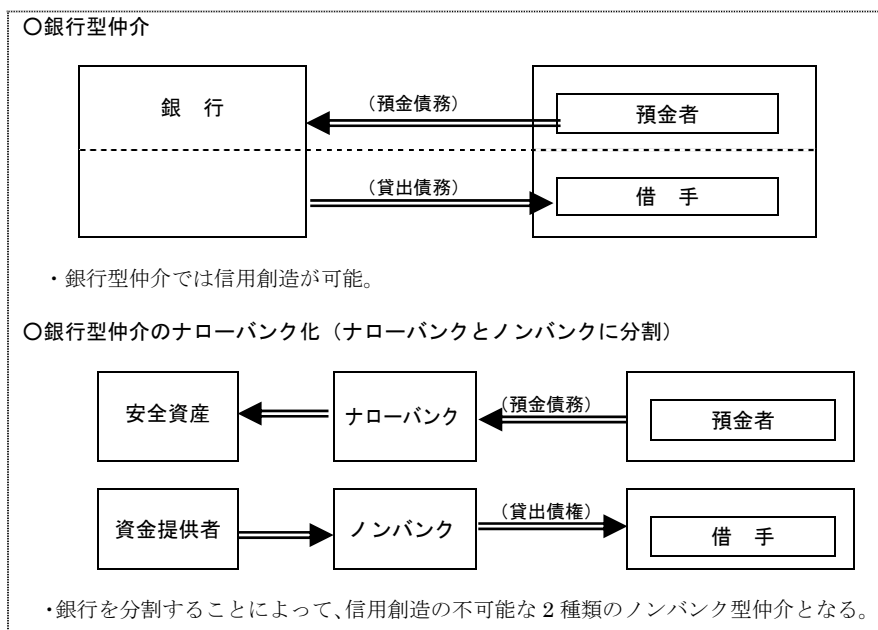 〇銀行型仲介
銀 行
（預金債務）
預金者
（貸出債務）
借 手
・銀行型仲介では信用創造が可能。
〇銀行型仲介のナローバンク化（ナローバンクとノンバンクに分割）
安全資産
ナローバンク
（預金債務）
預金者
資金提供者
ノンバンク
（貸出債権）
借 手
・銀行を分割することによって、信用創造の不可能な 2 種類のノンバンク型仲介となる。